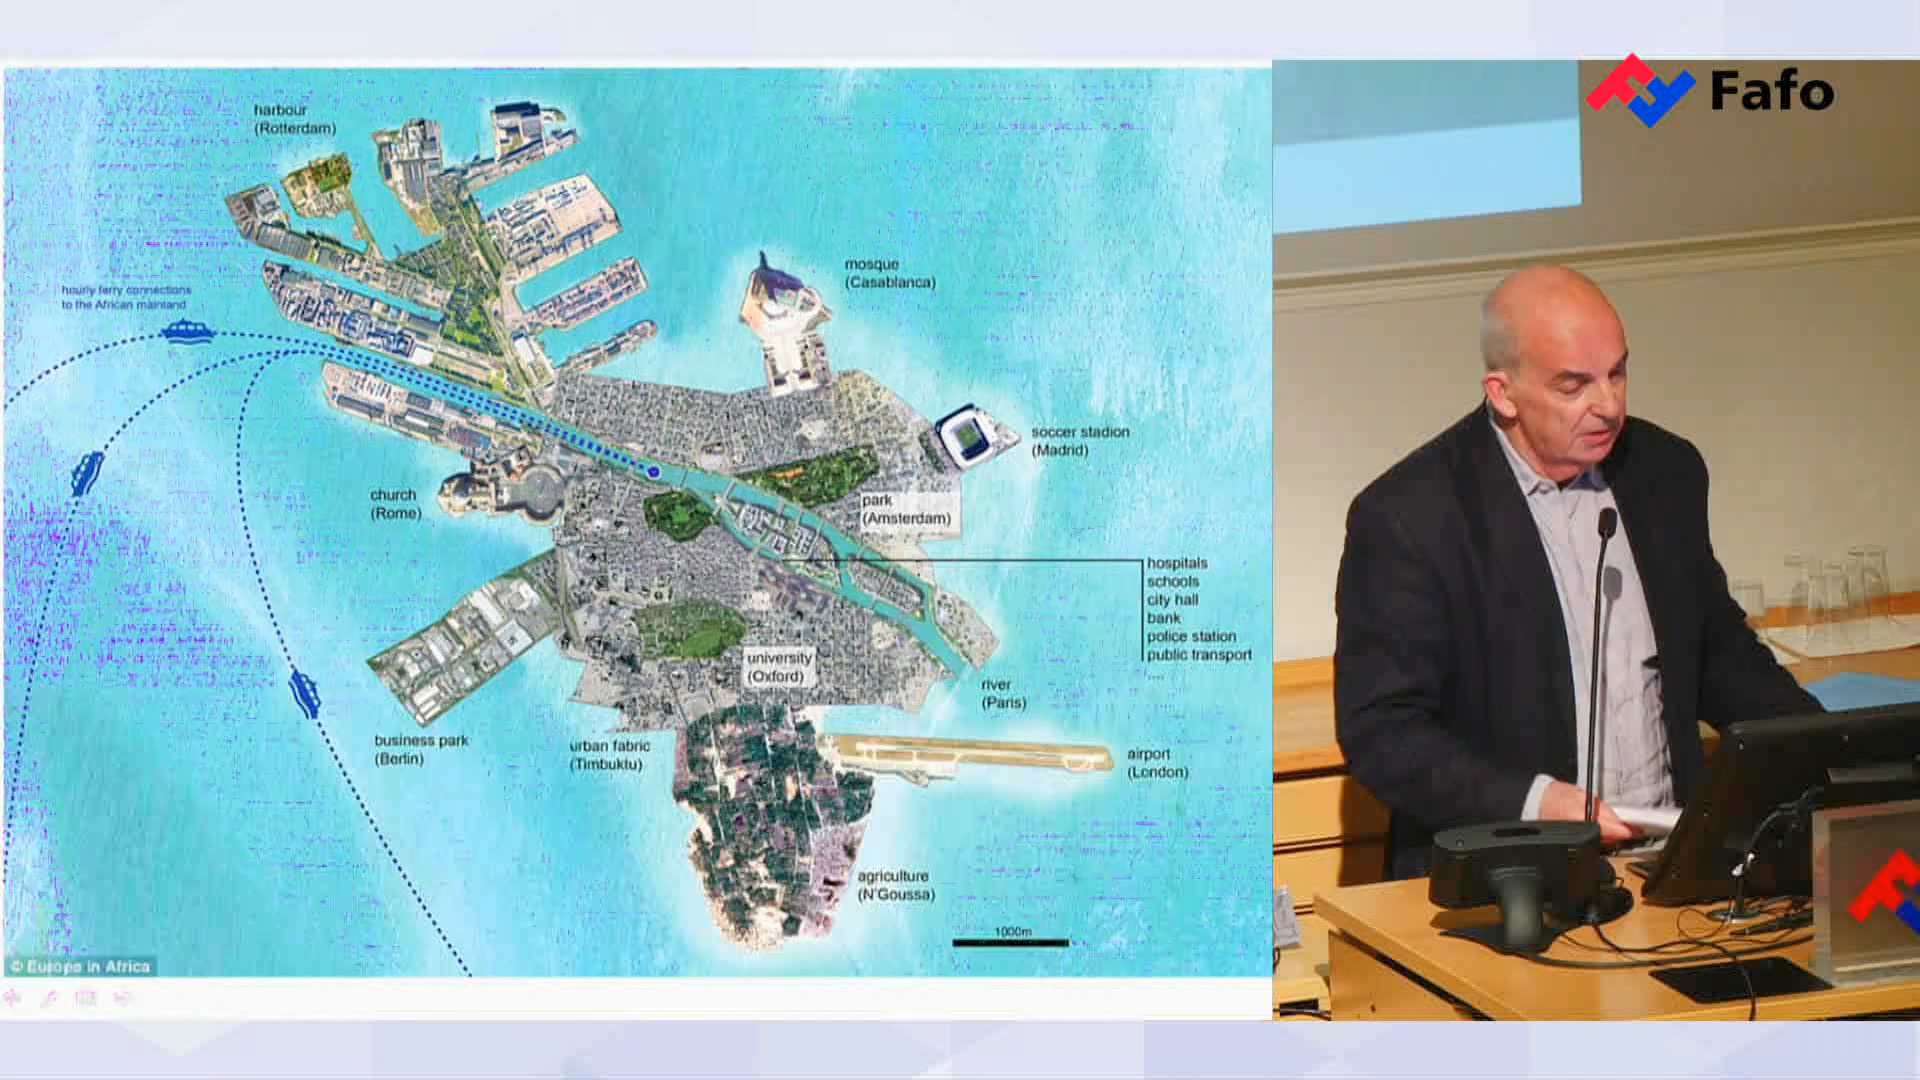 Fafo
harbour
(Rotterdam)
hourly ferry connections
to the African mainland
mosque
(Casablanca)
soccer stadion
(Madrid)
church
(Rome)
park
(Amsterdam)
hospitals
schools
city hall
bank
police station
public transport
....
university
(Oxford)
river
(Paris)
business park
(Berlin)
urban fabric
(Timbuktu)
airport
(London)
agriculture
(N'Goussa)
1000m
© Europe in Africa